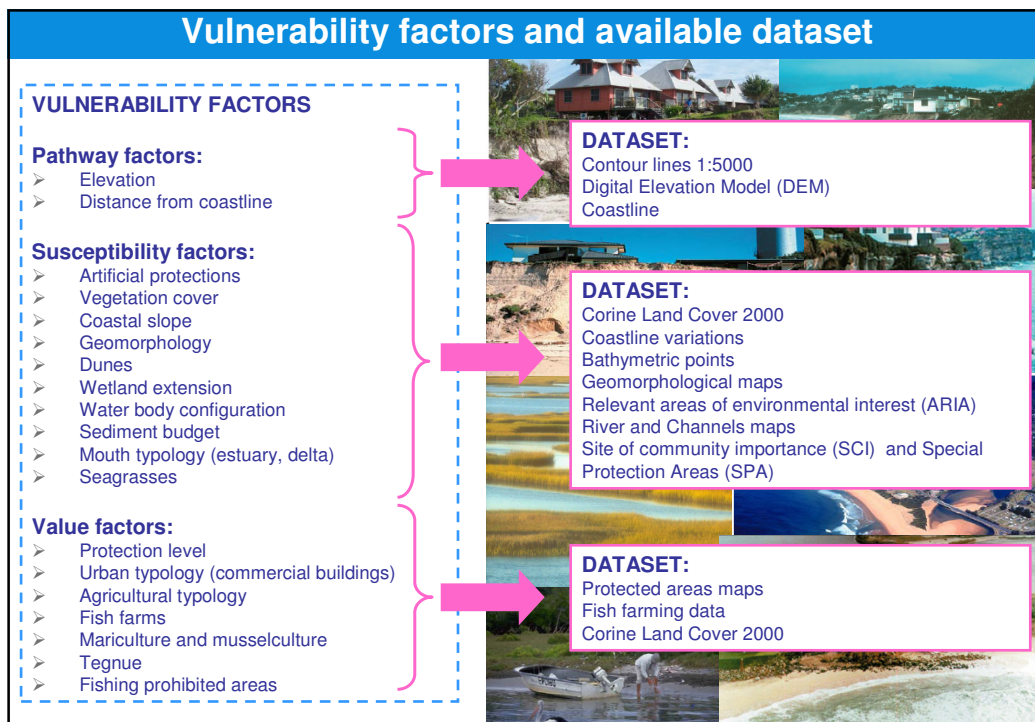 Vulnerability factors and available dataset
VULNERABILITY FACTORS
Pathway factors:
➢ Elevation
➢ Distance from coastline
Susceptibility factors:
➢ Artificial protections
➢ Vegetation cover
➢ Coastal slope
➢ Geomorphology
➢ Dunes
➢ Wetland extension
➢ Water body configuration
➢ Sediment budget
➢ Mouth typology (estuary, delta)
➢ Seagrasses
Value factors:
➢ Protection level
➢ Urban typology (commercial buildings)
➢ Agricultural typology
➢ Fish farms
➢ Mariculture and musselculture
➢ Tegnue
➢ Fishing prohibited areas
DATASET:
Contour lines 1:5000
Digital Elevation Model (DEM)
Coastline
DATASET:
Corine Land Cover 2000
Coastline variations
Bathymetric points
Geomorphological maps
Relevant areas of environmental interest (ARIA)
River and Channels maps
Site of community importance (SCI) and Special
Protection Areas (SPA)
DATASET:
Protected areas maps
Fish farming data
Corine Land Cover 2000